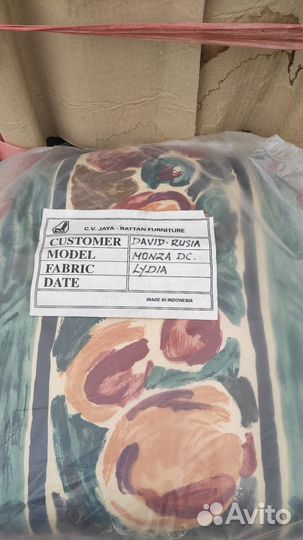 C.V. JAYA - RATTAN FURNITURE
CUSTOMER DAVID-RUSIA
MODEL MONZA DC.
FABRIC LYDIA
DATE
MADE IN INDONESIA
Avito